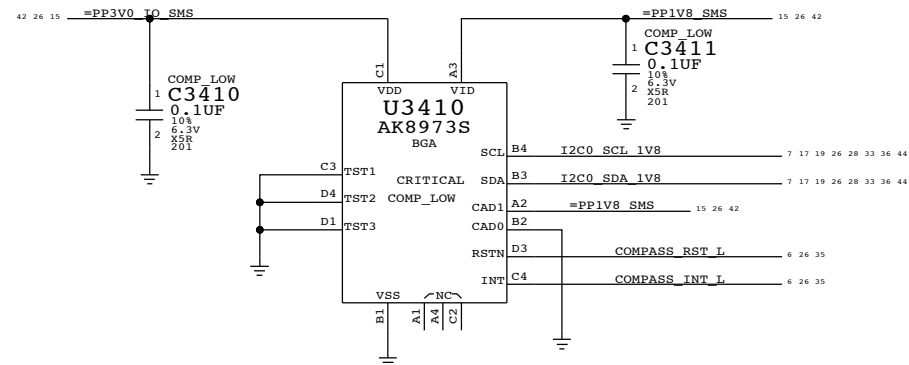 42 26 15 =PP3V0_IO_SMS
=PP1V8_SMS 15 26 42
COMP_LOW
1 C3411
0.1UF
10%
6.3V
2 X5R
201
C1
A3
COMP_LOW
1 C3410
0.1UF
10%
6.3V
2 X5R
201
VDD
VID
U3410
AK8973S
BGA
CRITICAL
COMP_LOW
C3 TST1
D4 TST2
D1 TST3
SCL B4 I2C0_SCL_1V8 7 17 19 26 28 33 36 44
SDA B3 I2C0_SDA_1V8 7 17 19 26 28 33 36 44
CAD1 A2 =PP1V8_SMS 15 26 42
CAD0 B2
RSTN D3 COMPASS_RST_L 6 26 35
INT C4 COMPASS_INT_L 6 26 35
VSS NC
B1 A1 A4 C2